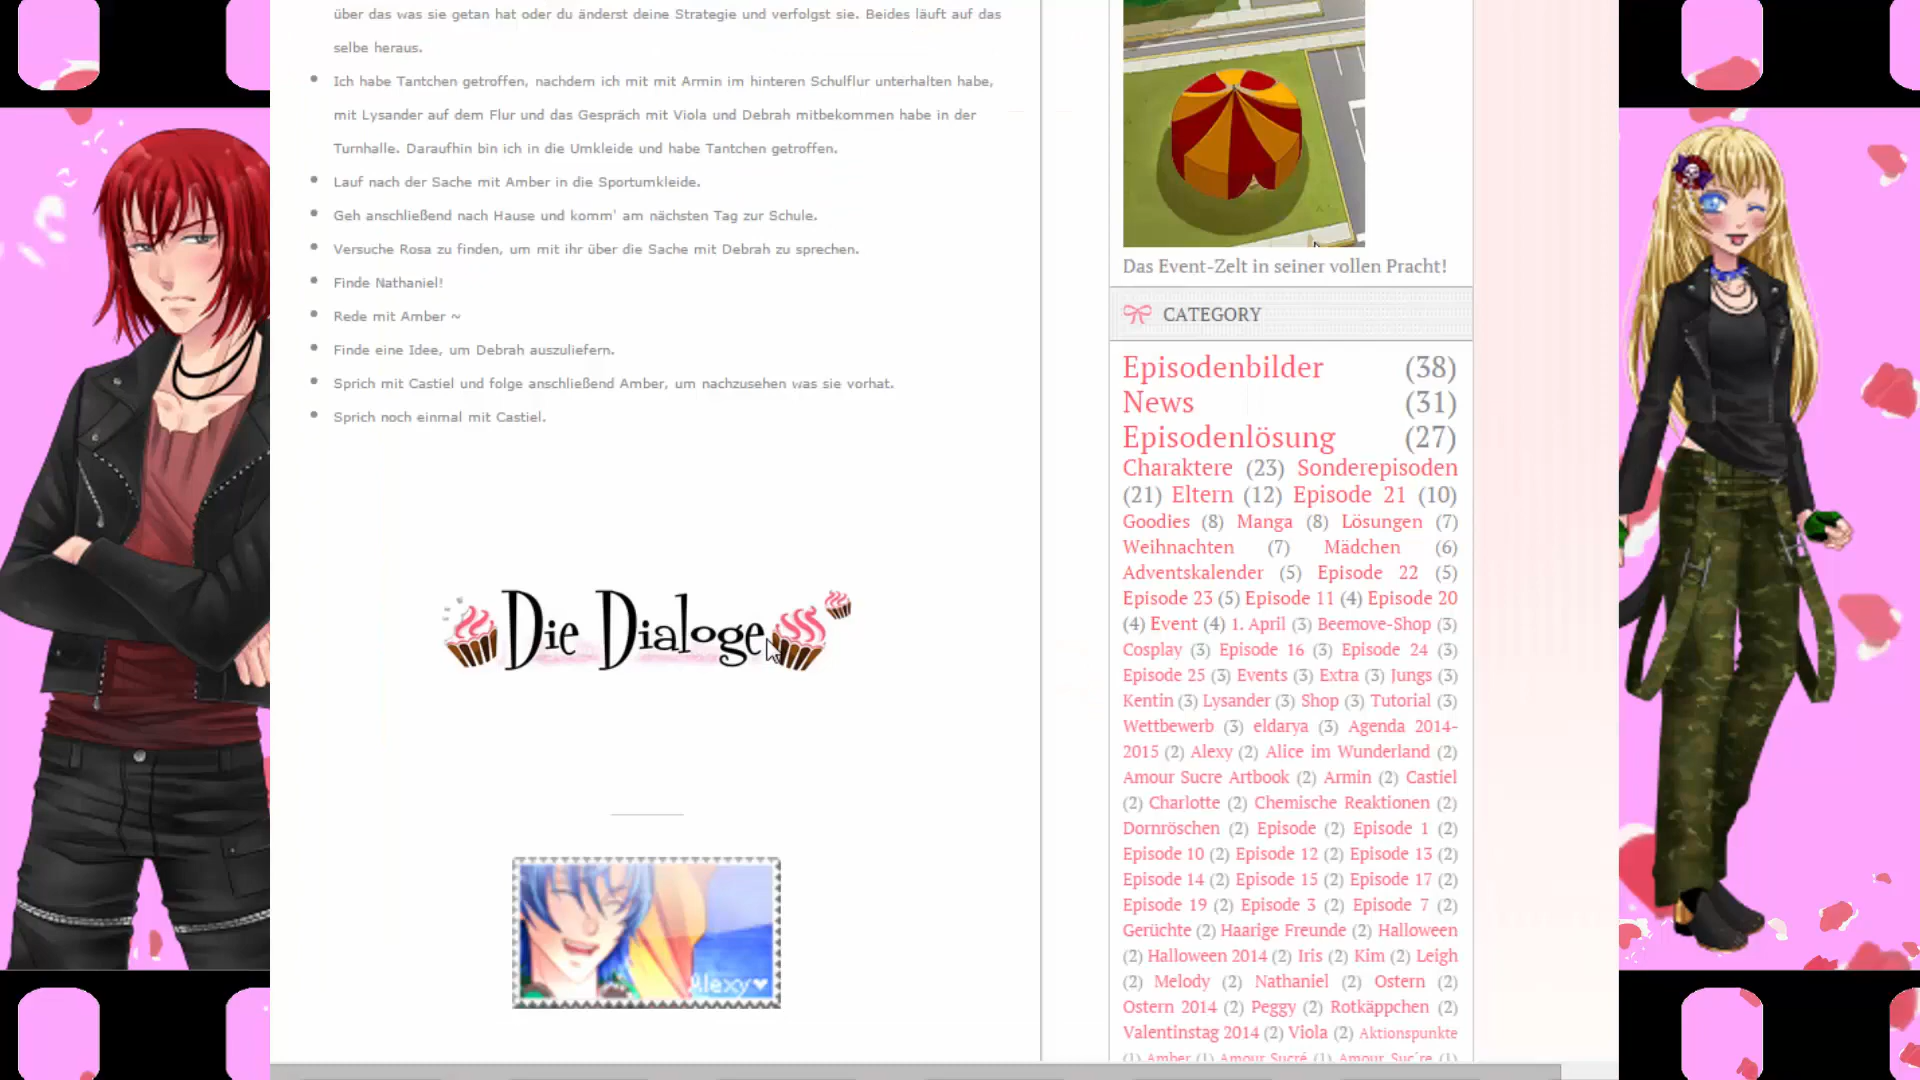 über das was sie getan hat oder du änderst deine Strategie und verfolgst sie. Beides läuft auf das
selbe heraus.
Ich habe Tantchen getroffen, nachdem ich mit mit Armin im hinteren Schulflur unterhalten habe,
mit Lysander auf dem Flur und das Gespräch mit Viola und Debrah mitbekommen habe in der
Turnhalle. Daraufhin bin ich in die Umkleide und habe Tantchen getroffen.
Lauf nach der Sache mit Amber in die Sportumkleide.
Geh anschließend nach Hause und komm' am nächsten Tag zur Schule.
Versuche Rosa zu finden, um mit ihr über die Sache mit Debrah zu sprechen.
Finde Nathaniel!
Rede mit Amber ~
Finde eine Idee, um Debrah auszuliefern.
Sprich mit Castiel und folge anschließend Amber, um nachzusehen was sie vorhat.
Sprich noch einmal mit Castiel.
Die Dialoge
Alexy♥
Das Event-Zelt in seiner vollen Pracht!
CATEGORY
Episodenbilder (38)
News (31)
Episodenlösung (27)
Charaktere (23) Sonderepisoden
(21) Eltern (12) Episode 21 (10)
Goodies (8) Manga (8) Lösungen (7)
Weihnachten (7) Mädchen (6)
Adventskalender (5) Episode 22 (5)
Episode 23 (5) Episode 11 (4) Episode 20
(4) Event (4) 1. April (3) Beemove-Shop (3)
Cosplay (3) Episode 16 (3) Episode 24 (3)
Episode 25 (3) Events (3) Extra (3) Jungs (3)
Kentin (3) Lysander (3) Shop (3) Tutorial (3)
Wettbewerb (3) eldarya (3) Agenda 2014-
2015 (2) Alexy (2) Alice im Wunderland (2)
Amour Sucre Artbook (2) Armin (2) Castiel
(2) Charlotte (2) Chemische Reaktionen (2)
Dornröschen (2) Episode (2) Episode 1 (2)
Episode 10 (2) Episode 12 (2) Episode 13 (2)
Episode 14 (2) Episode 15 (2) Episode 17 (2)
Episode 19 (2) Episode 3 (2) Episode 7 (2)
Gerüchte (2) Haarige Freunde (2) Halloween
(2) Halloween 2014 (2) Iris (2) Kim (2) Leigh
(2) Melody (2) Nathaniel (2) Ostern (2)
Ostern 2014 (2) Peggy (2) Rotkäppchen (2)
Valentinstag 2014 (2) Viola (2) Aktionspunkte
(1) Amber (1) Amour Sucré (1) Amour Suc´re (1)